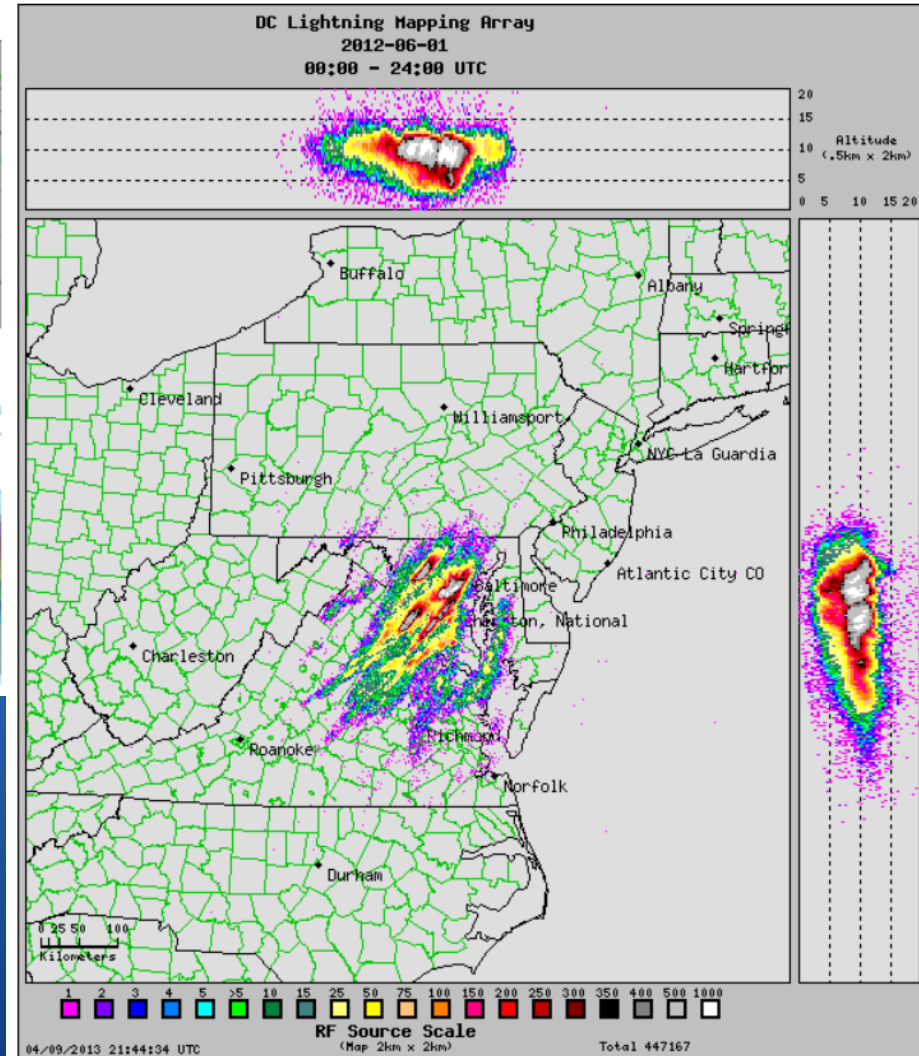 DC Lightning Mapping Array
2012-06-01
00:00 - 24:00 UTC
20
15
10
5
0
Altitude
(.5km x 2km)
5 10 15 20
Buffalo
Albany
Springf
Hartfor
Cleveland
Williamsport
NYC-La Guardia
Pittsburgh
Philadelphia
Atlantic City CO
Baltimore
National
Charleston
Richmond
Roanoke
Norfolk
Durham
0 25 50 100
Kilometers
1 2 3 4 5 >5 10 15 25 50 75 100 150 200 250 300 350 400 500 1000
RF Source Scale
(Map 2km x 2km)
04/09/2013 21:44:34 UTC
Total 447167